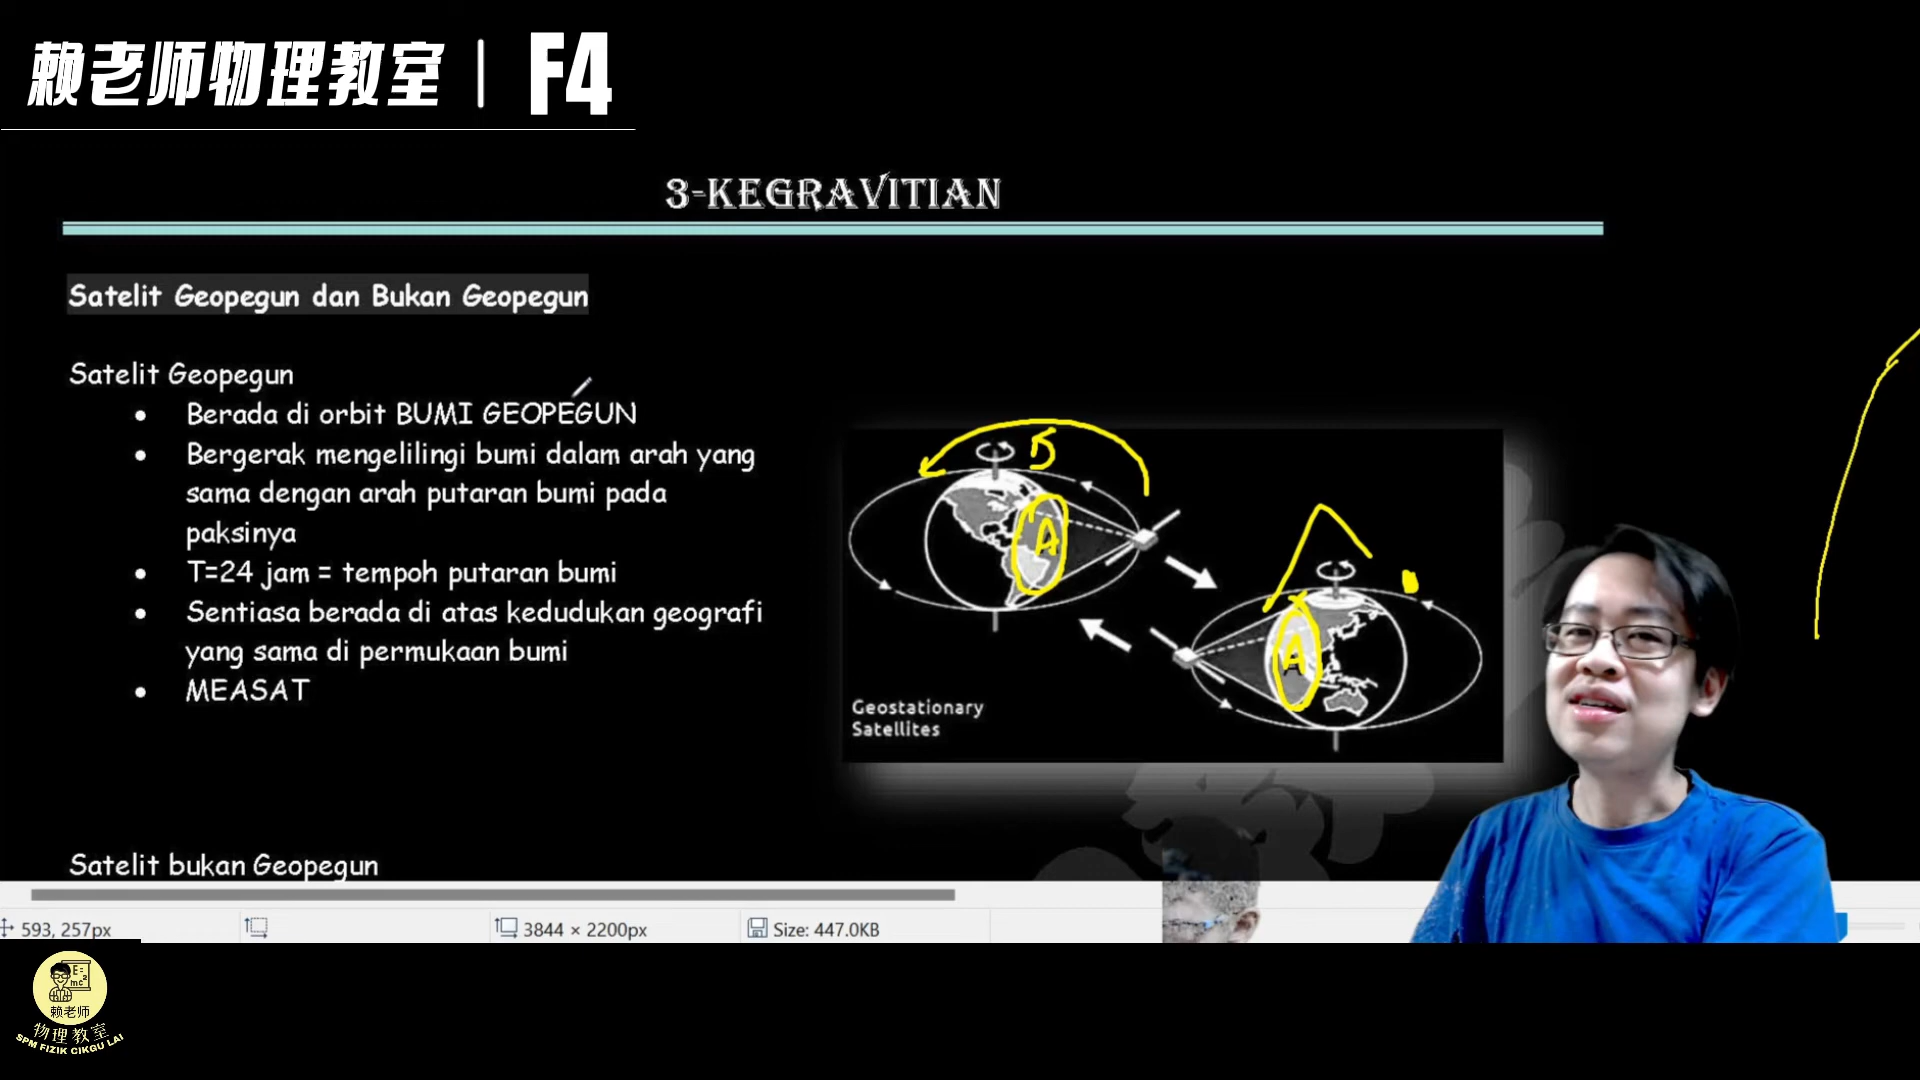 赖老师物理教室 | F4
3-KEGRAVITIAN
Satelit Geopegun dan Bukan Geopegun
Satelit Geopegun
• Berada di orbit BUMI GEOPEGUN
• Bergerak mengelilingi bumi dalam arah yang
sama dengan arah putaran bumi pada
paksinya
• T=24 jam = tempoh putaran bumi
• Sentiasa berada di atas kedudukan geografi
yang sama di permukaan bumi
• MEASAT
A
A
Geostationary
Satellites
Satelit bukan Geopegun
593, 257px
3844 × 2200px
Size: 447.0KB
E=
mc²
赖老师
物理教室
SPM FIZIK CIKGU LAI